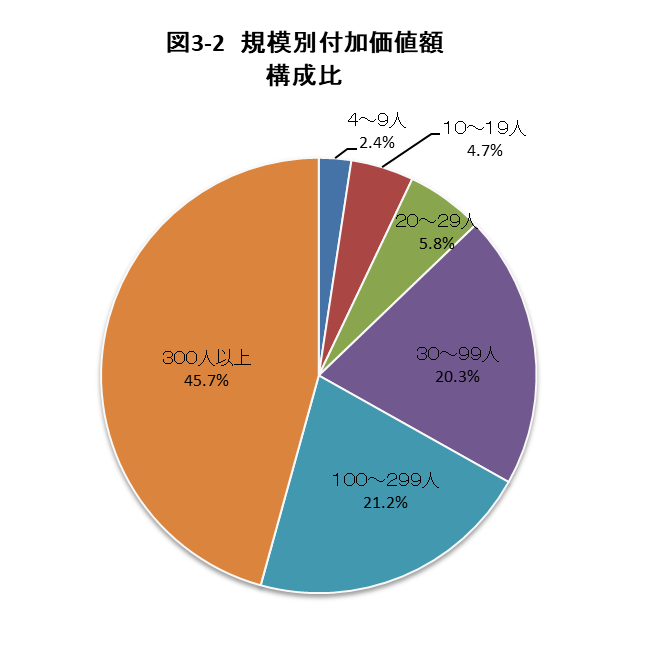 図3-2 規模別付加価値額
構成比
4～9人
2.4%
10～19人
4.7%
20～29人
5.8%
30～99人
20.3%
100～299人
21.2%
300人以上
45.7%